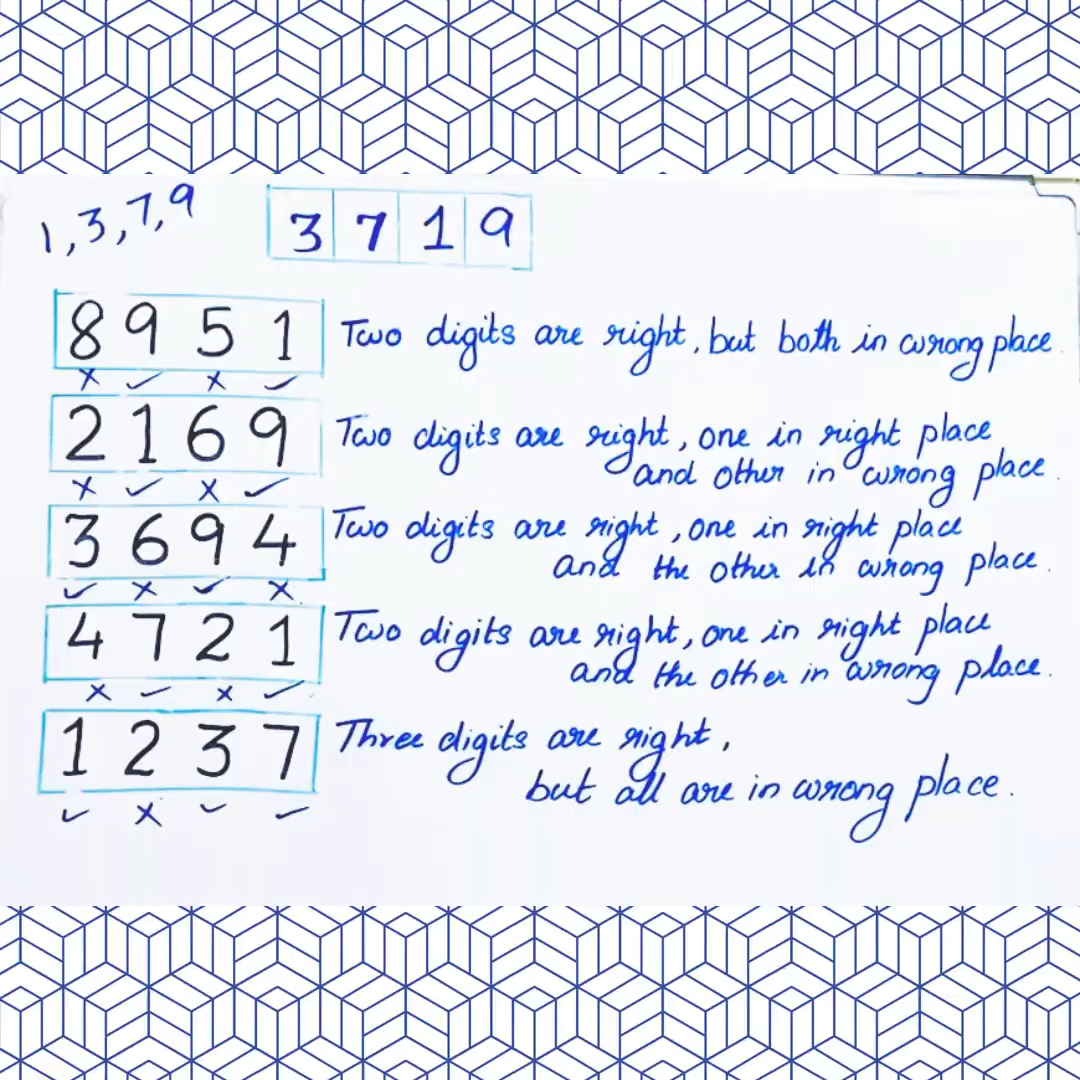 1, 3, 7, 9
3 7 1 9
8 9 5 1 Two digits are right, but both in wrong place.
× ✓ × ✓
2 1 6 9 Two digits are right, one in right place
and other in wrong place.
× ✓ × ✓
3 6 9 4 Two digits are right, one in right place
and the other in wrong place.
✓ × ✓ ×
4 7 2 1 Two digits are right, one in right place
and the other in wrong place.
× ✓ × ✓
1 2 3 7 Three digits are right,
but all are in wrong place.
✓ × ✓ ✓